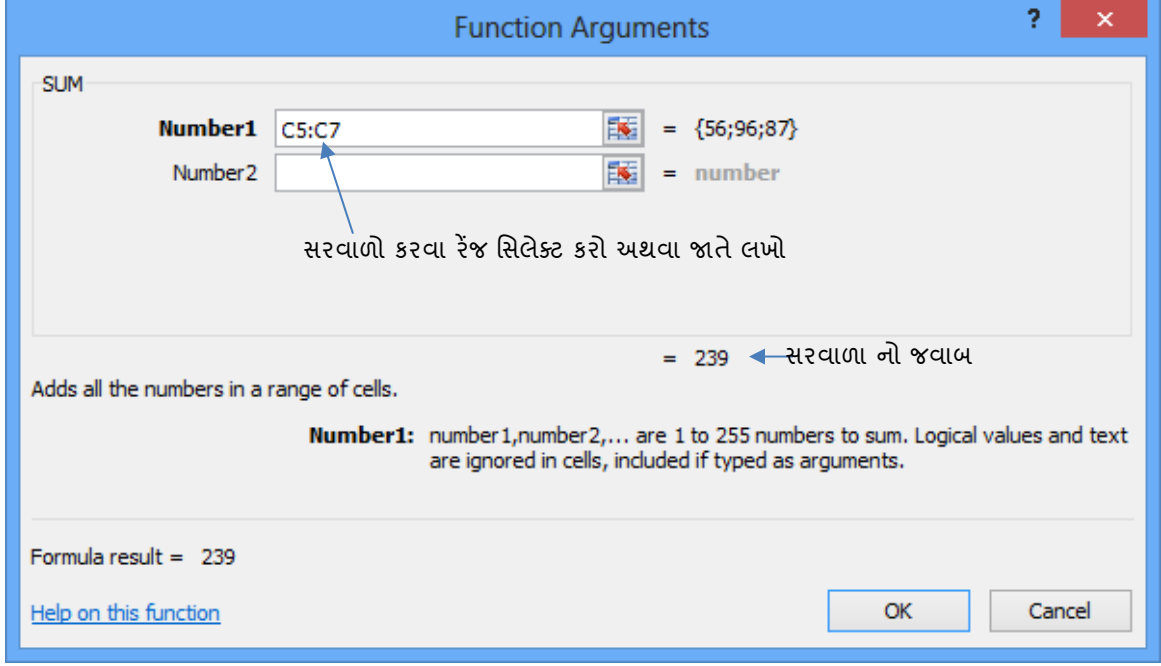 Function Arguments
?
SUM
Number1 C5:C7 = {56;96;87}
Number2 = number
સરવાળો કરવા રેંજ સિલેક્ટ કરો અથવા જાતે લખો
= 239 સરવાળા નો જવાબ
Adds all the numbers in a range of cells.
Number1: number1,number2,... are 1 to 255 numbers to sum. Logical values and text
are ignored in cells, included if typed as arguments.
Formula result = 239
Help on this function OK Cancel